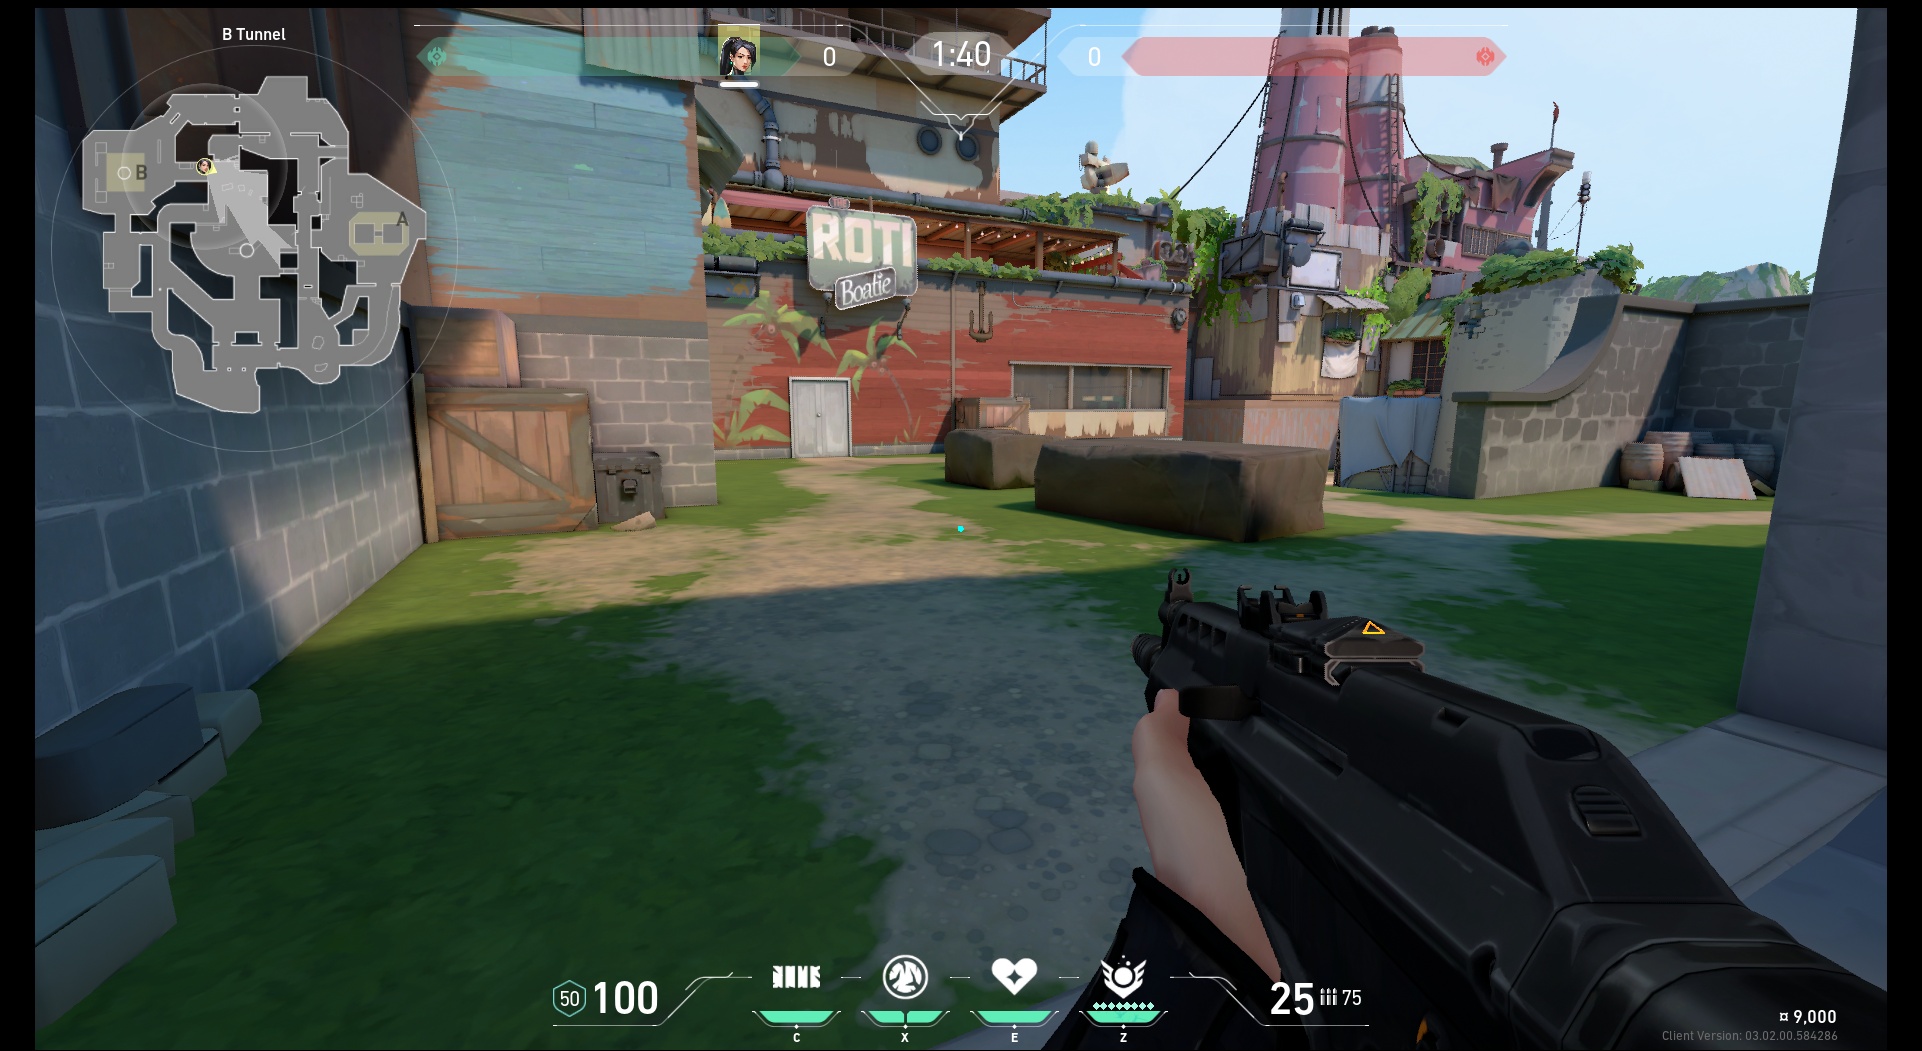 B Tunnel
0
1:40
0
B
A
ROTI
Boatie
50
100
25
75
C
X
E
Z
¤ 9,000
Client Version: 03.02.00.584286